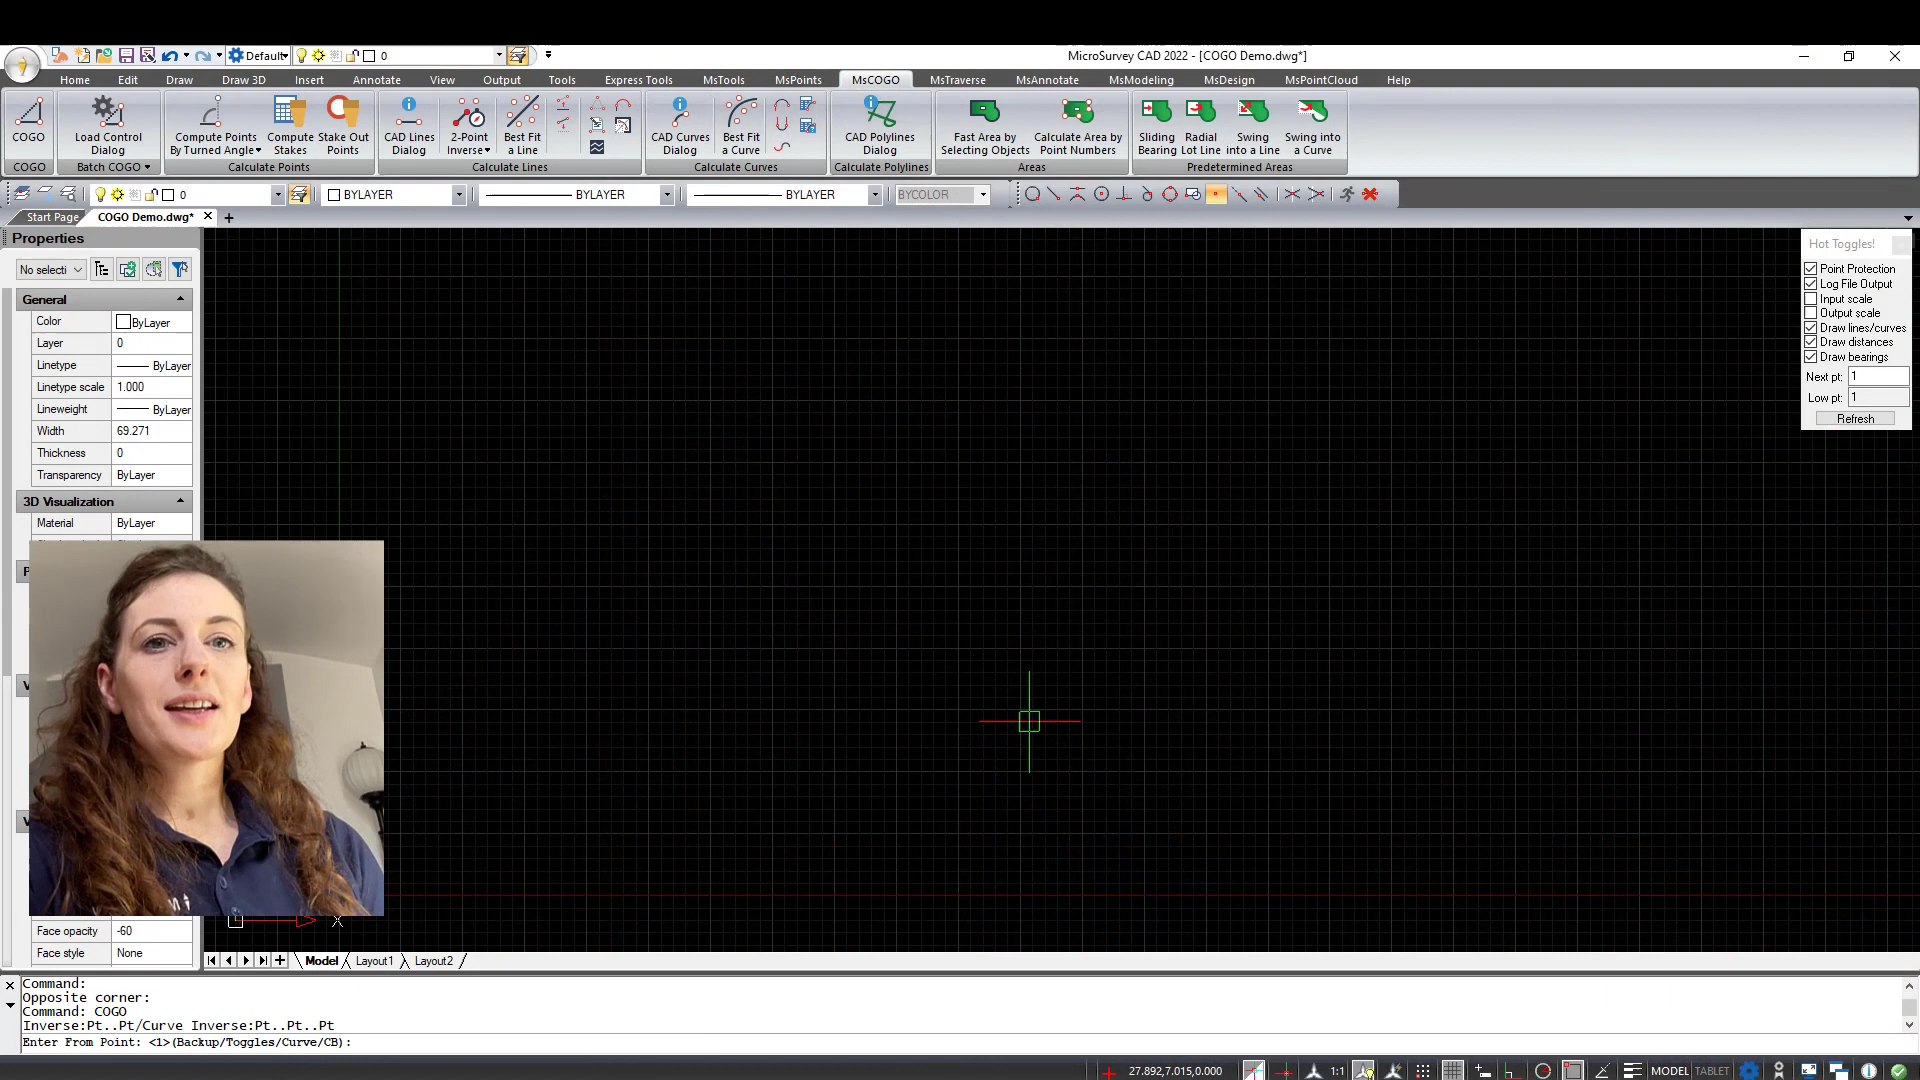 Default
0
MicroSurvey CAD 2022 - [COGO Demo.dwg*]
Home Edit Draw Draw 3D Insert Annotate View Output Tools Express Tools MsTools MsPoints MsCOGO MsTraverse MsAnnotate MsModeling MsDesign MsPointCloud Help
COGO
Load Control
Dialog
Compute Points
By Turned Angle
Compute
Stakes
Stake Out
Points
CAD Lines
Dialog
2-Point
Inverse
Best Fit
a Line
CAD Curves
Dialog
Best Fit
a Curve
CAD Polylines
Dialog
Fast Area by
Selecting Objects
Calculate Area by
Point Numbers
Sliding
Bearing
Radial
Lot Line
Swing
into a Line
Swing into
a Curve
COGO Batch COGO Calculate Points Calculate Lines Calculate Curves Calculate Polylines Areas Predetermined Areas
0 BYLAYER BYLAYER BYLAYER BYCOLOR
Start Page COGO Demo.dwg*
Properties
No selecti
General
Color ByLayer
Layer 0
Linetype ByLayer
Linetype scale 1.000
Lineweight ByLayer
Width 69.271
Thickness 0
Transparency ByLayer
3D Visualization
Material ByLayer
Face opacity -60
Face style None
Hot Toggles!
Point Protection
Log File Output
Input scale
Output scale
Draw lines/curves
Draw distances
Draw bearings
Next pt: 1
Low pt: 1
Refresh
X
Model Layout1 Layout2
Command:
Opposite corner:
Command: COGO
Inverse:Pt..Pt/Curve Inverse:Pt..Pt..Pt
Enter From Point: <1>(Backup/Toggles/Curve/CB):
27.892,7.015,0.000 1:1 MODEL TABLET